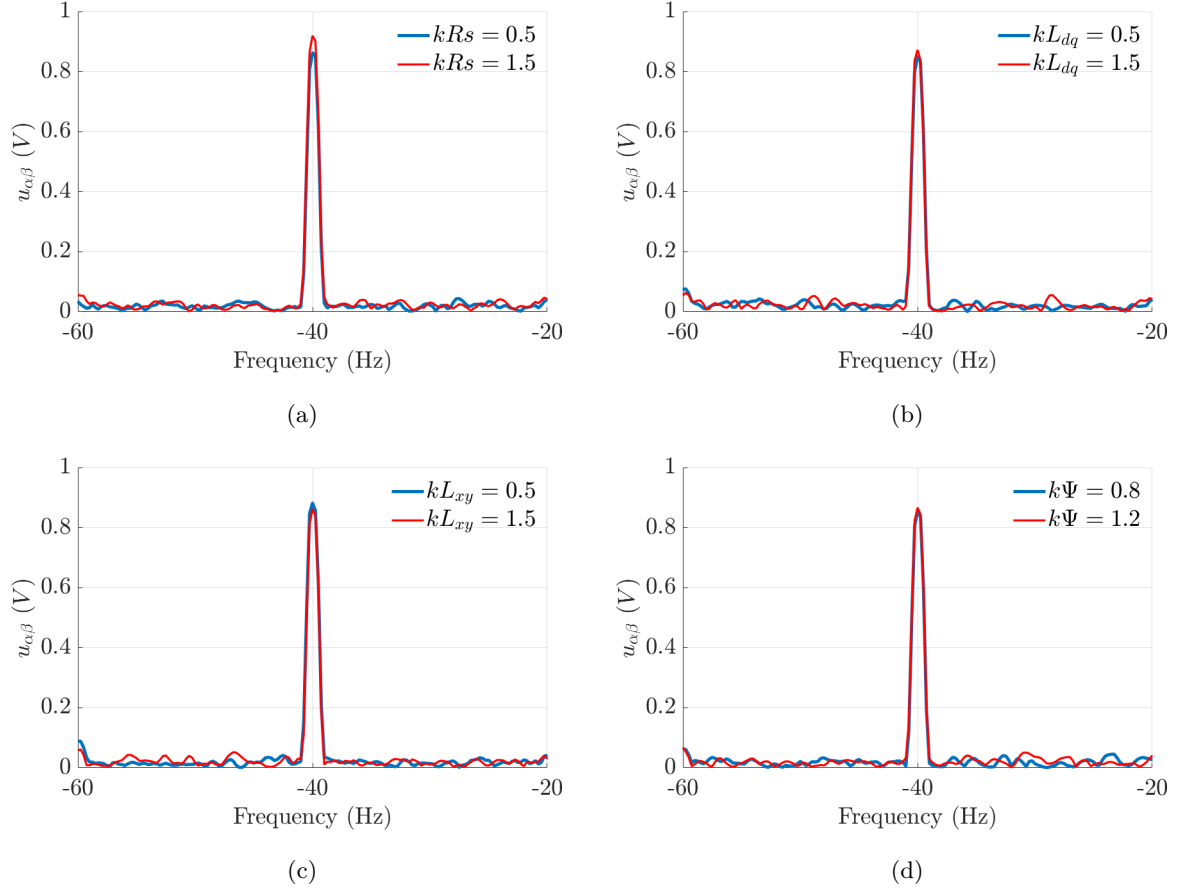 1
0.8
0.6
0.4
0.2
0
u_{αβ} (V)
kRs = 0.5
kRs = 1.5
-60
-40
-20
Frequency (Hz)
(a)
1
0.8
0.6
0.4
0.2
0
u_{αβ} (V)
kL_{dq} = 0.5
kL_{dq} = 1.5
-60
-40
-20
Frequency (Hz)
(b)
1
0.8
0.6
0.4
0.2
0
u_{αβ} (V)
kL_{xy} = 0.5
kL_{xy} = 1.5
-60
-40
-20
Frequency (Hz)
(c)
1
0.8
0.6
0.4
0.2
0
u_{αβ} (V)
kΨ = 0.8
kΨ = 1.2
-60
-40
-20
Frequency (Hz)
(d)